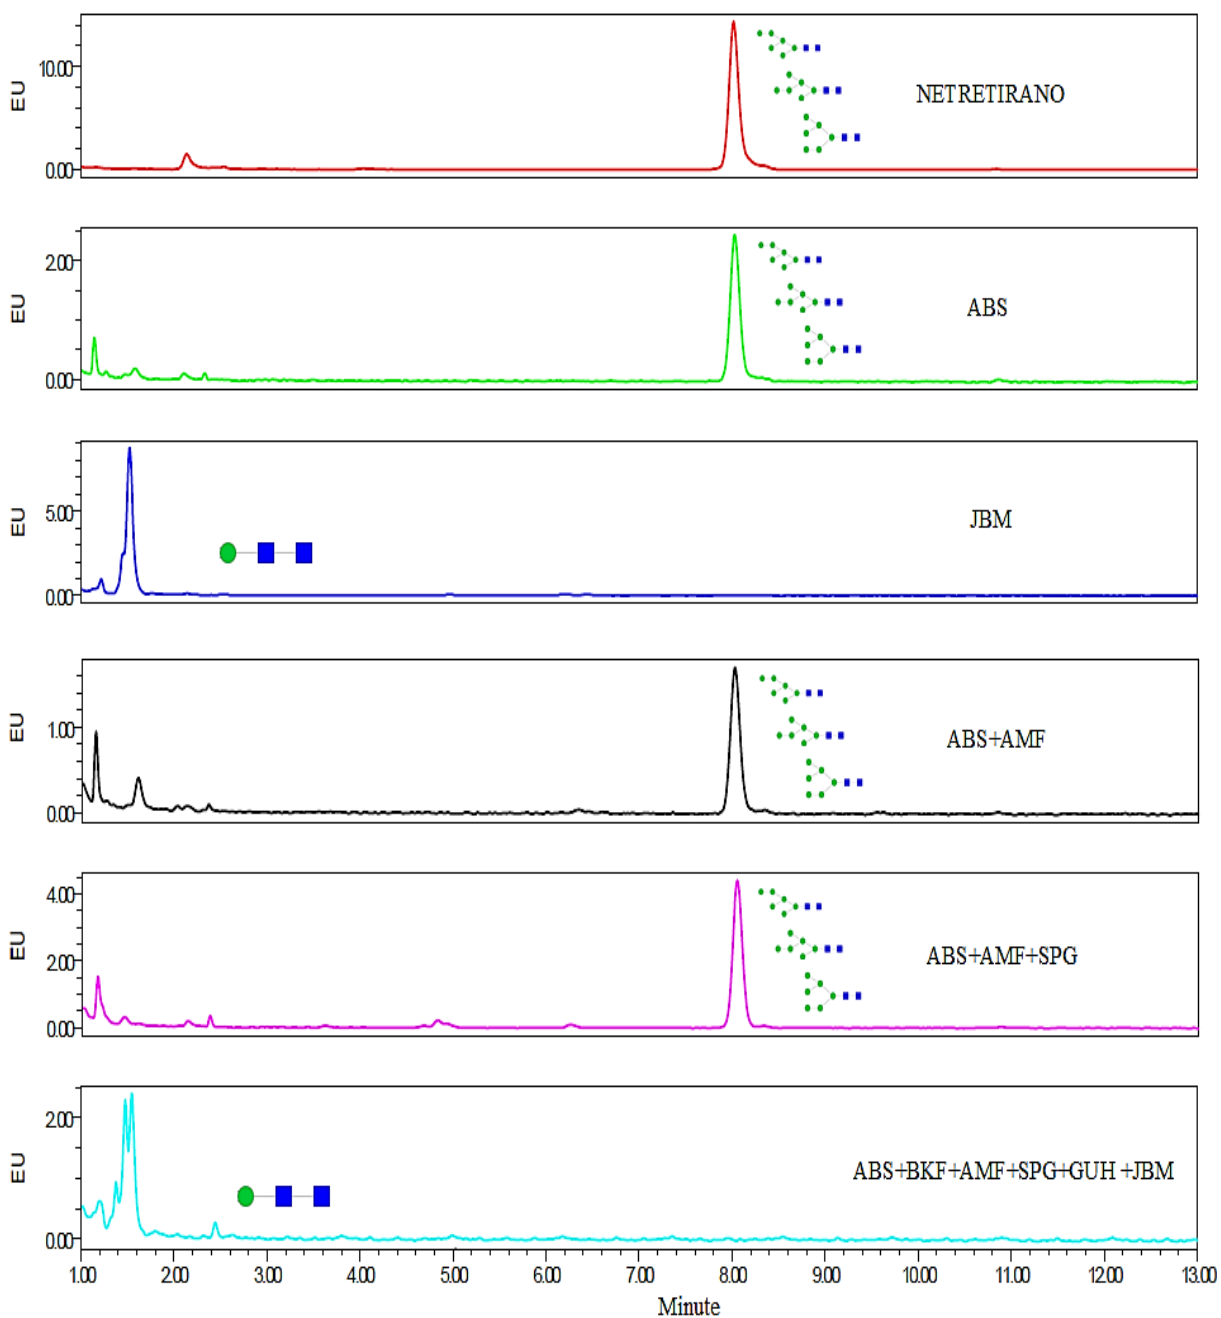 EU
10.00
0.00
NETRETIRANO
EU
2.00
0.00
ABS
EU
5.00
0.00
JBM
EU
1.00
0.00
ABS+AMF
EU
4.00
2.00
0.00
ABS+AMF+SPG
EU
2.00
0.00
ABS+BKF+AMF+SPG+GUH +JBM
1.00 2.00 3.00 4.00 5.00 6.00 7.00 8.00 9.00 10.00 11.00 12.00 13.00
Minute